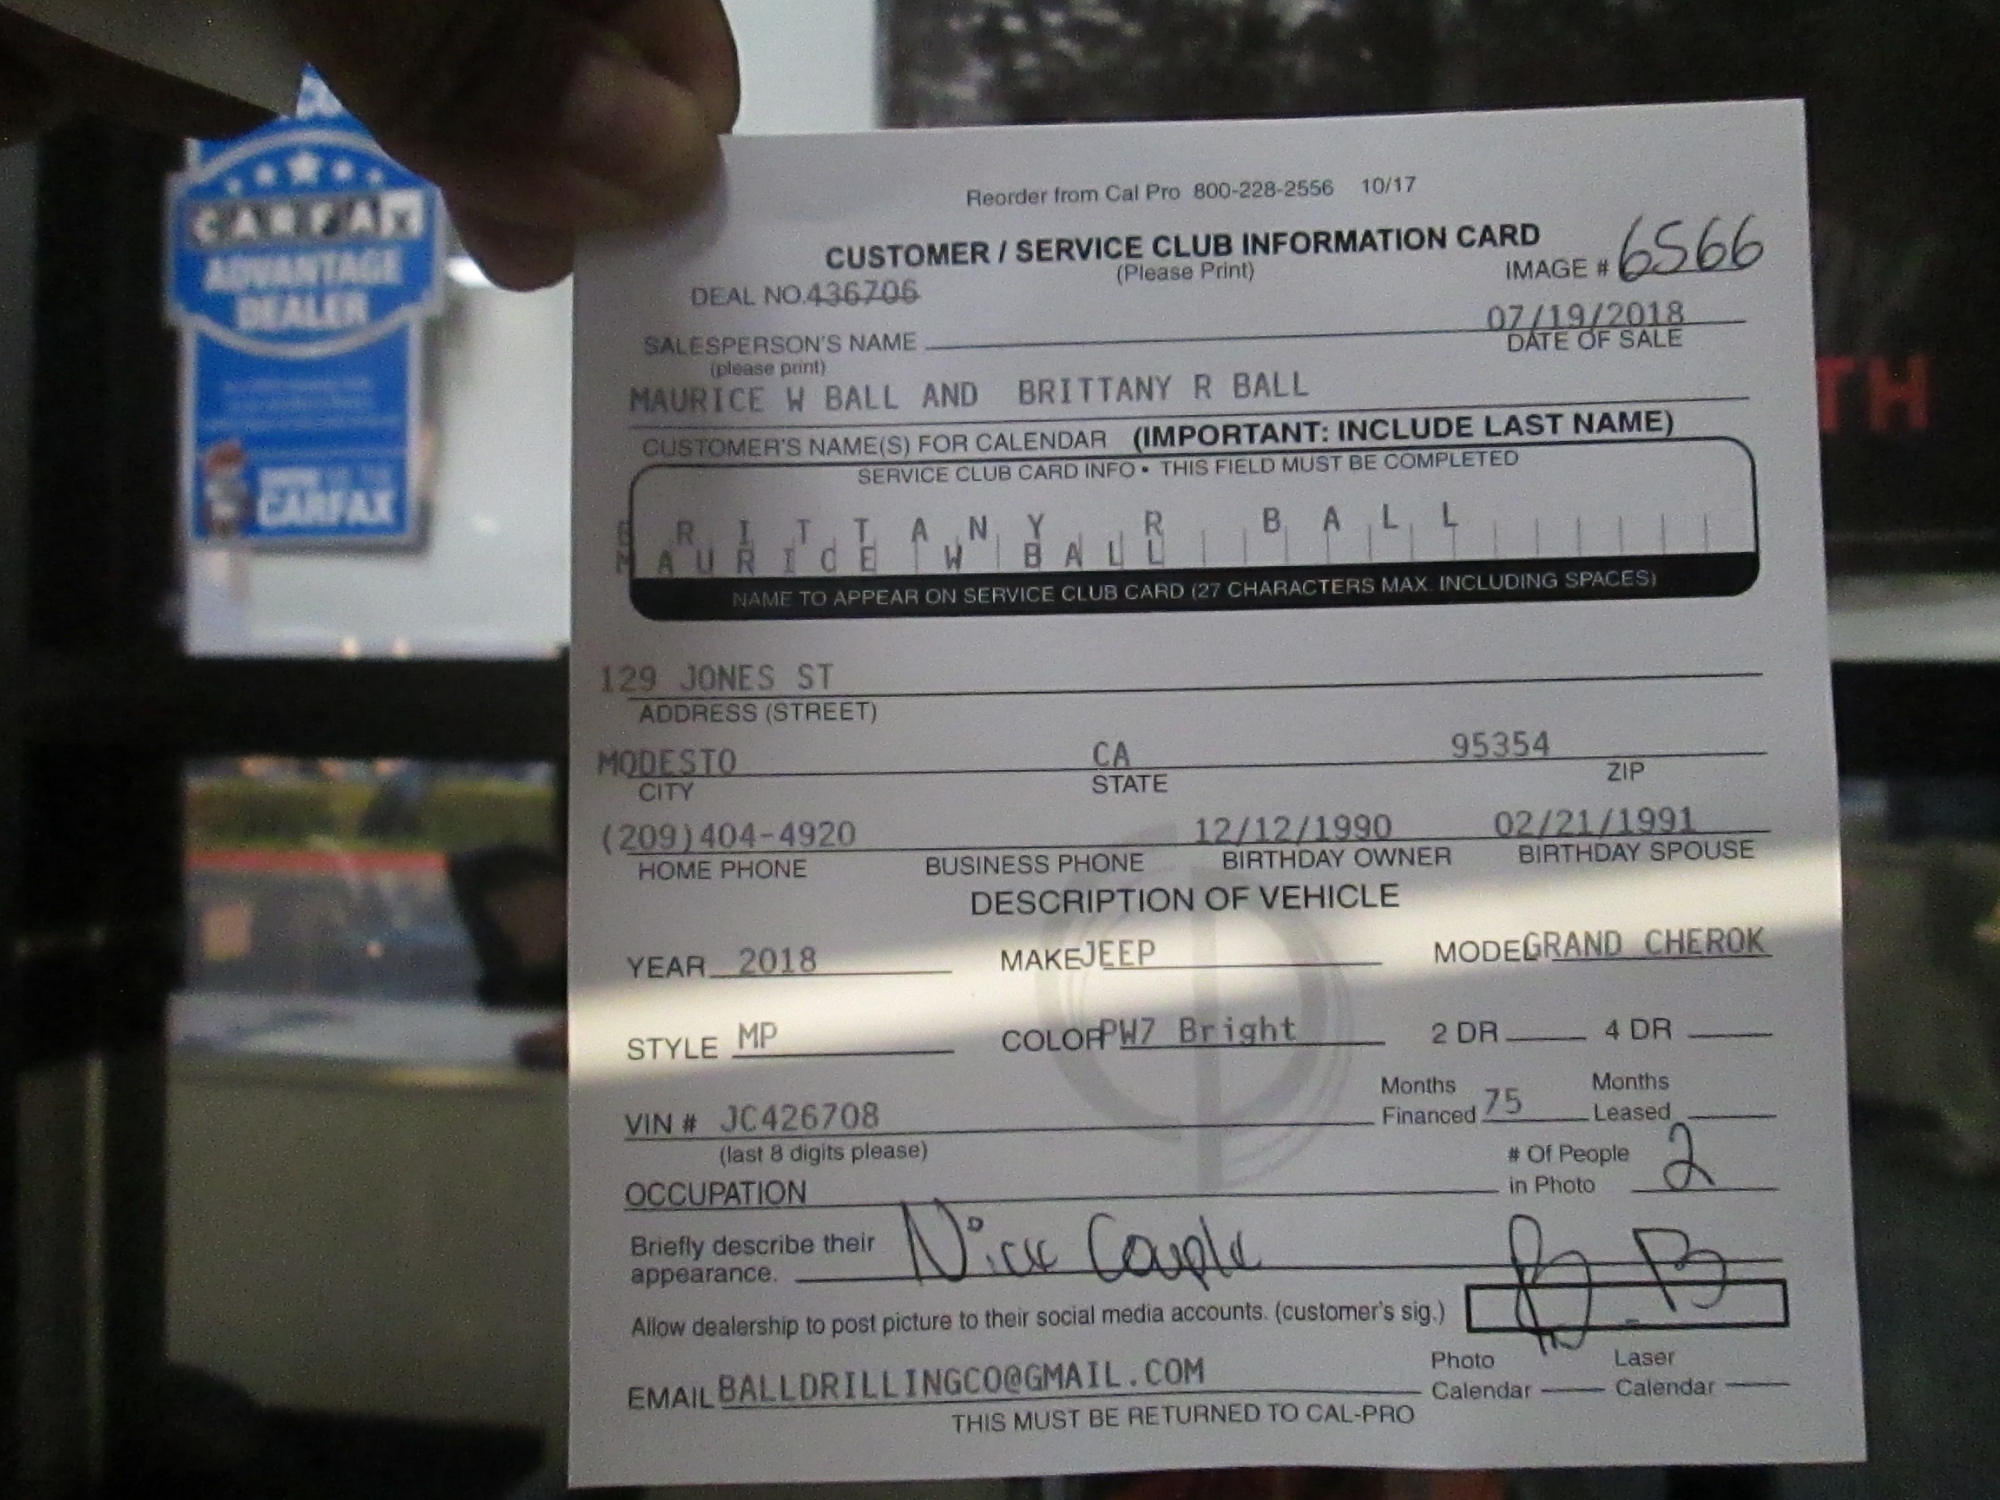 CARFAX
ADVANTAGE
DEALER
CARFAX
TH
Reorder from Cal Pro 800-228-2556 10/17
CUSTOMER / SERVICE CLUB INFORMATION CARD
(Please Print)
IMAGE # 6566
DEAL NO. 436706
07/19/2018
SALESPERSON'S NAME
DATE OF SALE
(please print)
MAURICE W BALL AND BRITTANY R BALL
CUSTOMER'S NAME(S) FOR CALENDAR (IMPORTANT: INCLUDE LAST NAME)
SERVICE CLUB CARD INFO • THIS FIELD MUST BE COMPLETED
B R I T T A N Y R B A L L
M A U R I C E W B A L L
NAME TO APPEAR ON SERVICE CLUB CARD (27 CHARACTERS MAX. INCLUDING SPACES)
129 JONES ST
ADDRESS (STREET)
MODESTO CA 95354
CITY STATE ZIP
(209)404-4920 12/12/1990 02/21/1991
HOME PHONE BUSINESS PHONE BIRTHDAY OWNER BIRTHDAY SPOUSE
DESCRIPTION OF VEHICLE
YEAR 2018 MAKE JEEP MODEL GRAND CHEROK
STYLE MP COLOR PW7 Bright 2 DR 4 DR
VIN # JC426708 Months Financed 75 Months Leased
(last 8 digits please)
OCCUPATION # Of People in Photo 2
Briefly describe their appearance. Nice Couple
Allow dealership to post picture to their social media accounts. (customer's sig.)
EMAIL BALLDRILLINGCO@GMAIL.COM Photo Calendar Laser Calendar
THIS MUST BE RETURNED TO CAL-PRO